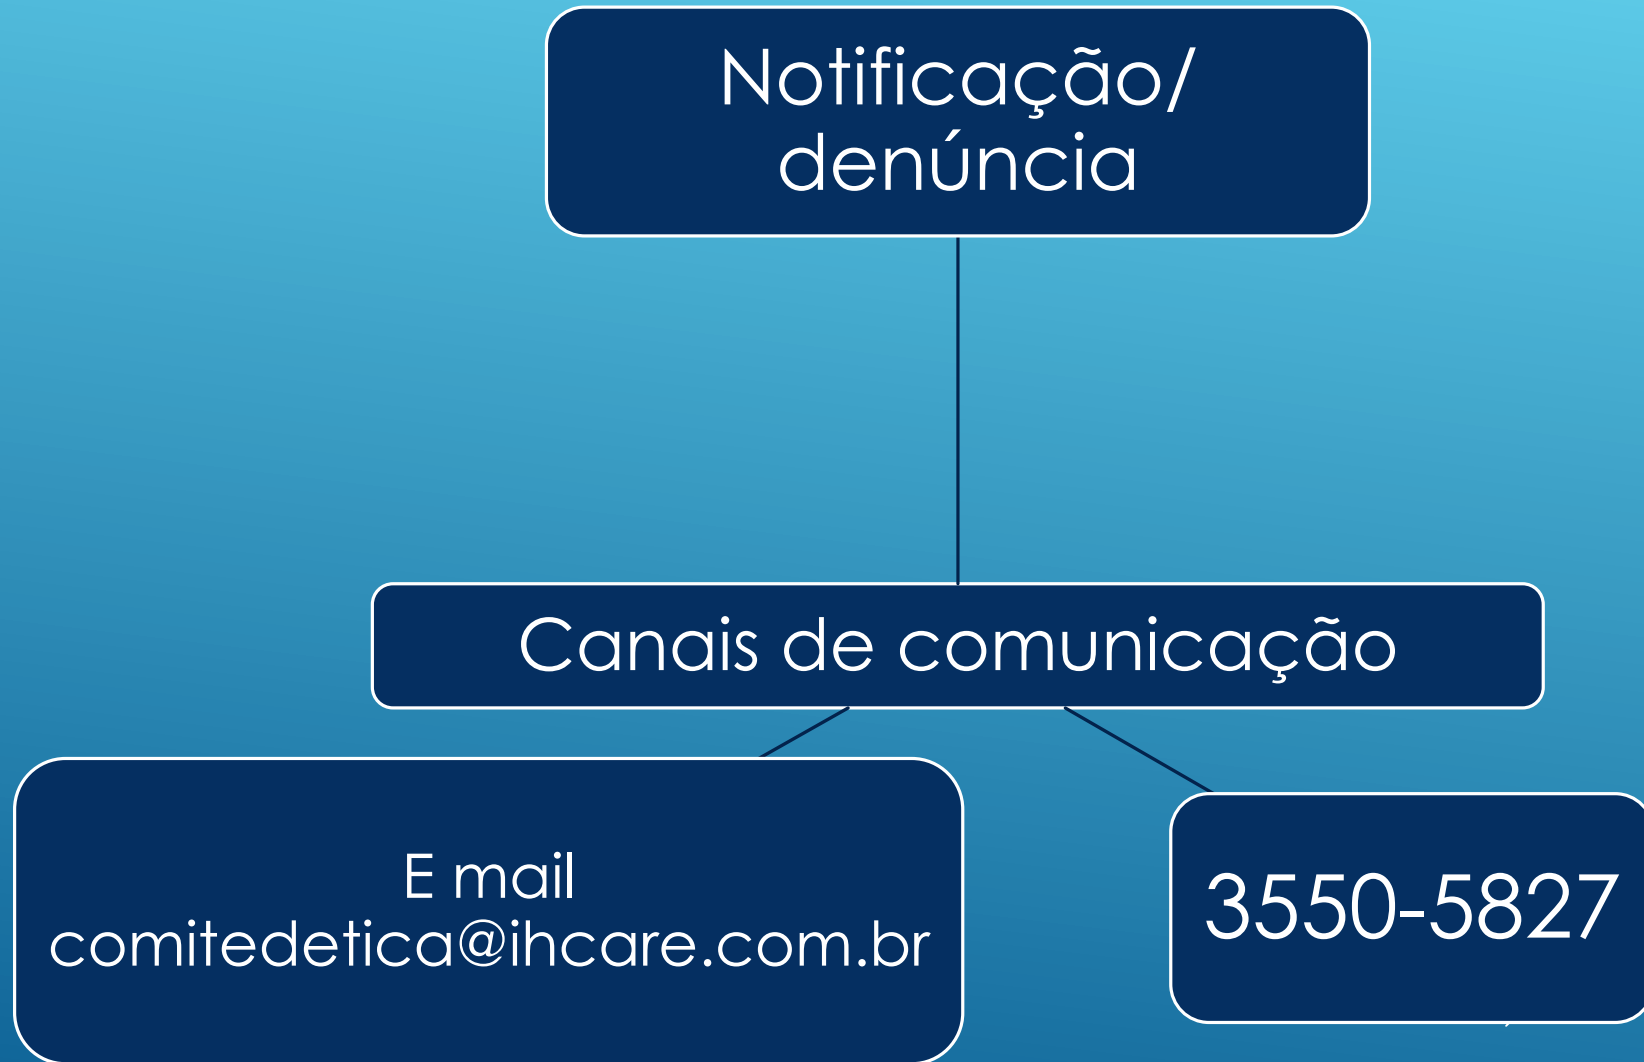 Notificação/
denúncia
Canais de comunicação
E mail
comitedetica@ihcare.com.br
3550-5827